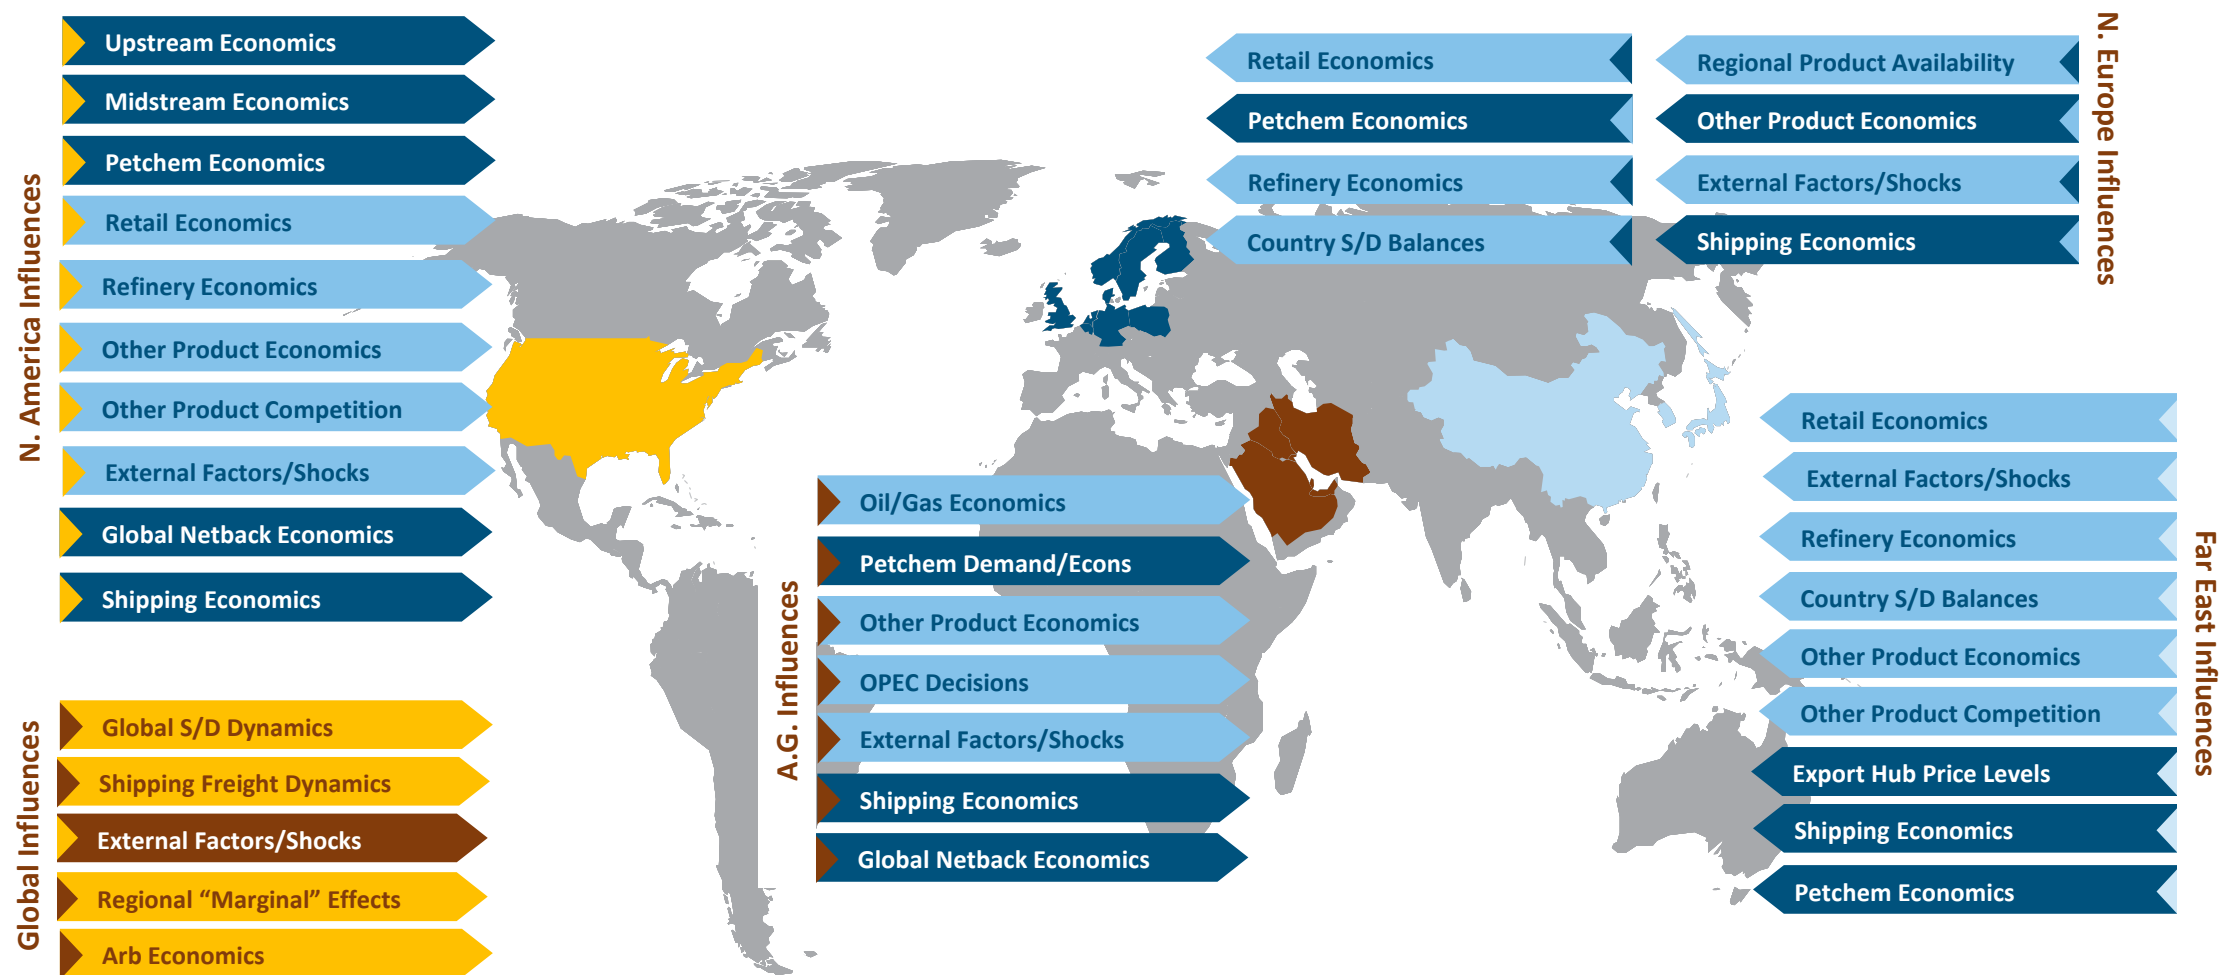 N. America Influences
Upstream Economics
Midstream Economics
Petchem Economics
Retail Economics
Refinery Economics
Other Product Economics
Other Product Competition
External Factors/Shocks
Global Netback Economics
Shipping Economics
Global Influences
Global S/D Dynamics
Shipping Freight Dynamics
External Factors/Shocks
Regional “Marginal” Effects
Arb Economics
A.G. Influences
Oil/Gas Economics
Petchem Demand/Econs
Other Product Economics
OPEC Decisions
External Factors/Shocks
Shipping Economics
Global Netback Economics
N. Europe Influences
Retail Economics
Petchem Economics
Refinery Economics
Country S/D Balances
Regional Product Availability
Other Product Economics
External Factors/Shocks
Shipping Economics
Far East Influences
Retail Economics
External Factors/Shocks
Refinery Economics
Country S/D Balances
Other Product Economics
Other Product Competition
Export Hub Price Levels
Shipping Economics
Petchem Economics